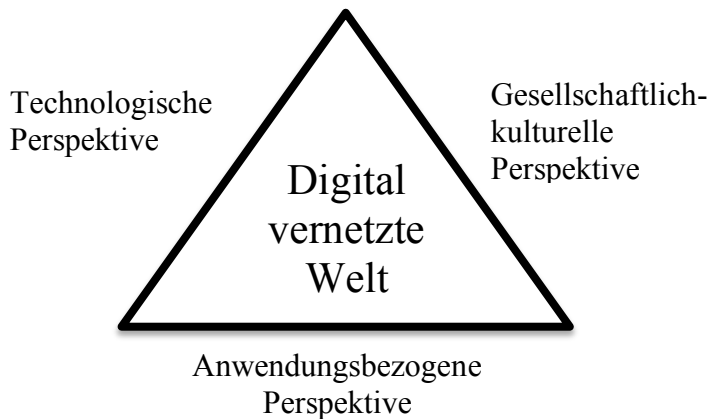 Technologische
Perspektive
Gesellschaftlich-
kulturelle
Perspektive
Digital
vernetzte
Welt
Anwendungsbezogene
Perspektive